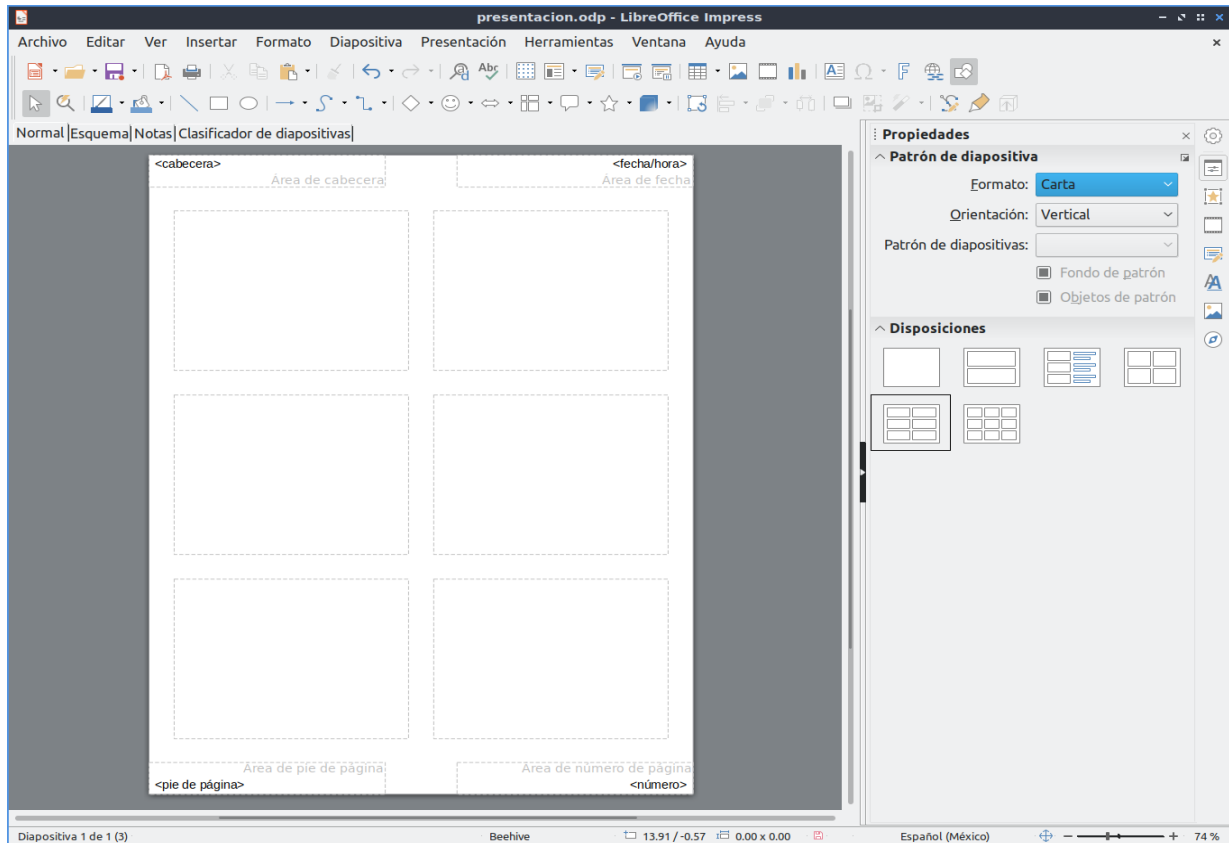 presentacion.odp - LibreOffice Impress
Archivo Editar Ver Insertar Formato Diapositiva Presentación Herramientas Ventana Ayuda
Normal Esquema Notas Clasificador de diapositivas
<cabecera> <fecha/hora>
Área de cabecera Área de fecha
Área de pie de página Área de número de página
<pie de página> <número>
Propiedades
Patrón de diapositiva
Formato: Carta
Orientación: Vertical
Patrón de diapositivas:
Fondo de patrón
Objetos de patrón
Disposiciones
Diapositiva 1 de 1 (3) Beehive 13.91 / -0.57 0.00 x 0.00 Español (México) 74 %